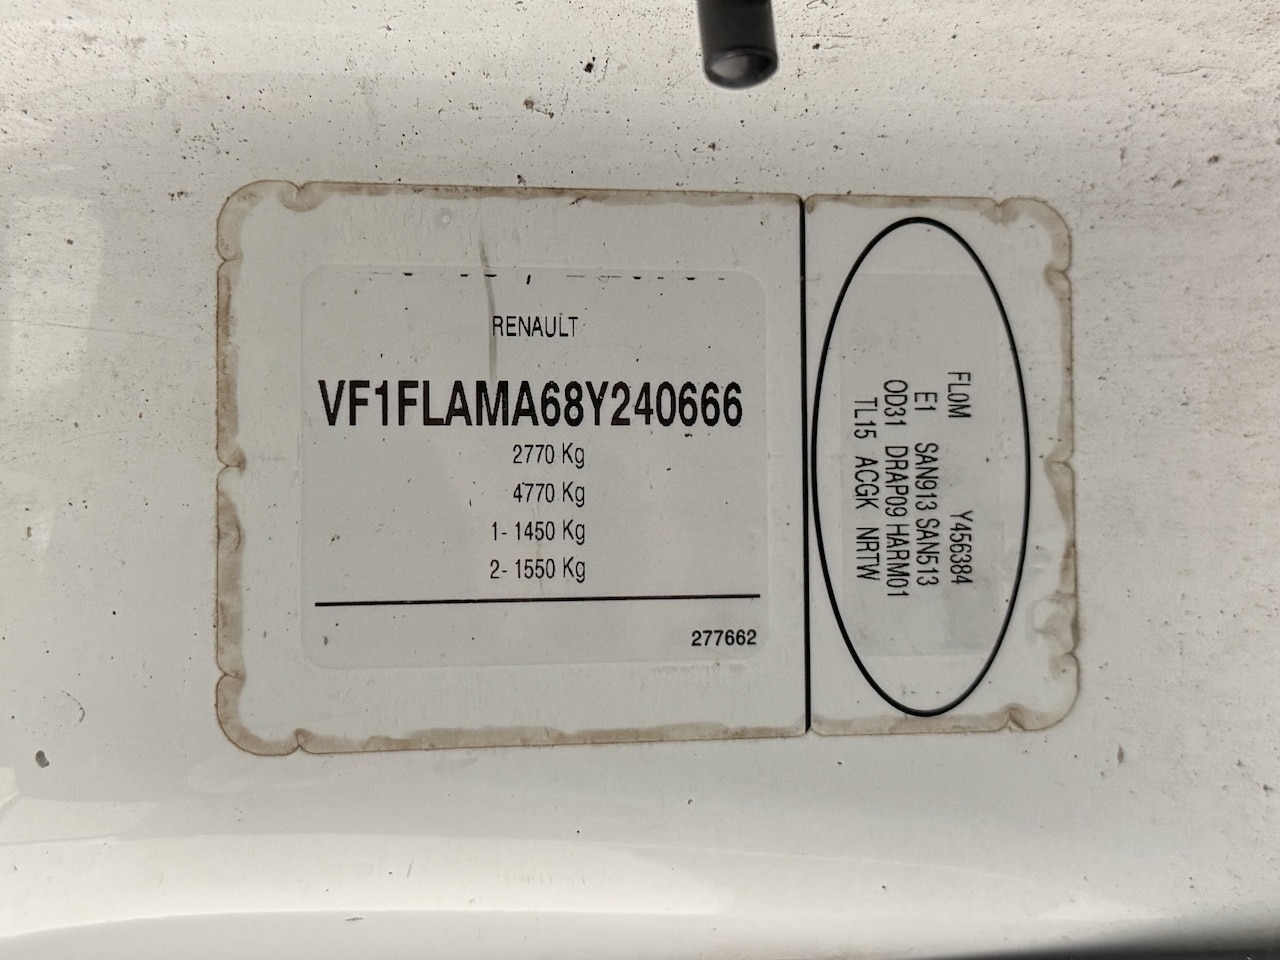 RENAULT
VF1FLAMA68Y240666
2770 Kg
4770 Kg
1- 1450 Kg
2- 1550 Kg
277662
FL0M Y456384
E1 SAN913 SAN513
OD31 DRAP09 HARM01
TL15 ACGK NRTW